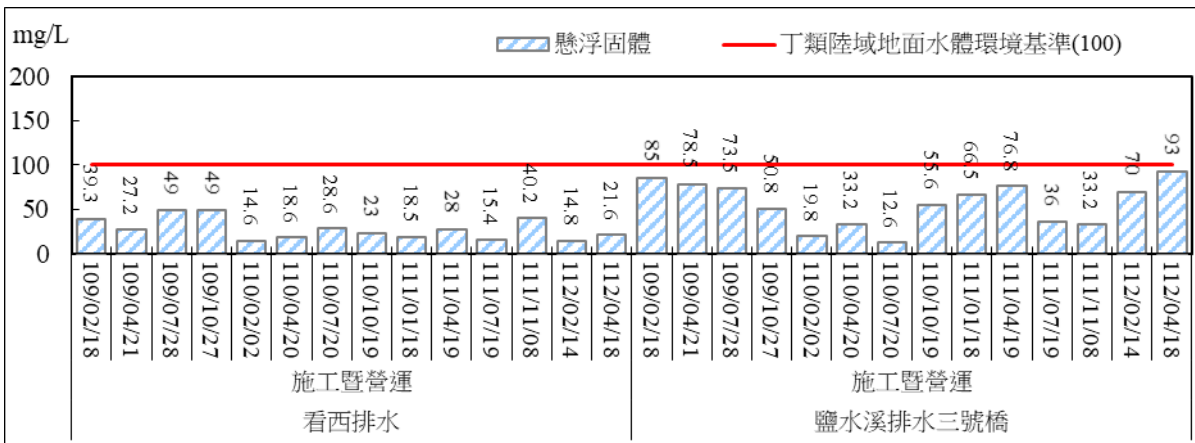 mg/L
懸浮固體 丁類陸域地面水體環境基準(100)
200
150
100
50
0
39.3 27.2 49 49 14.6 18.6 28.6 23 18.5 28 15.4 40.2 14.8 21.6 85 78.5 73.5 50.8 19.8 33.2 12.6 55.6 66.5 76.8 36 33.2 70 93
109/02/18 109/04/21 109/07/28 109/10/27 110/02/02 110/04/20 110/07/20 110/10/19 111/01/18 111/04/19 111/07/19 111/11/08 112/02/14 112/04/18 109/02/18 109/04/21 109/07/28 109/10/27 110/02/02 110/04/20 110/07/20 110/10/19 111/01/18 111/04/19 111/07/19 111/11/08 112/02/14 112/04/18
施工暨營運 施工暨營運
看西排水 鹽水溪排水三號橋